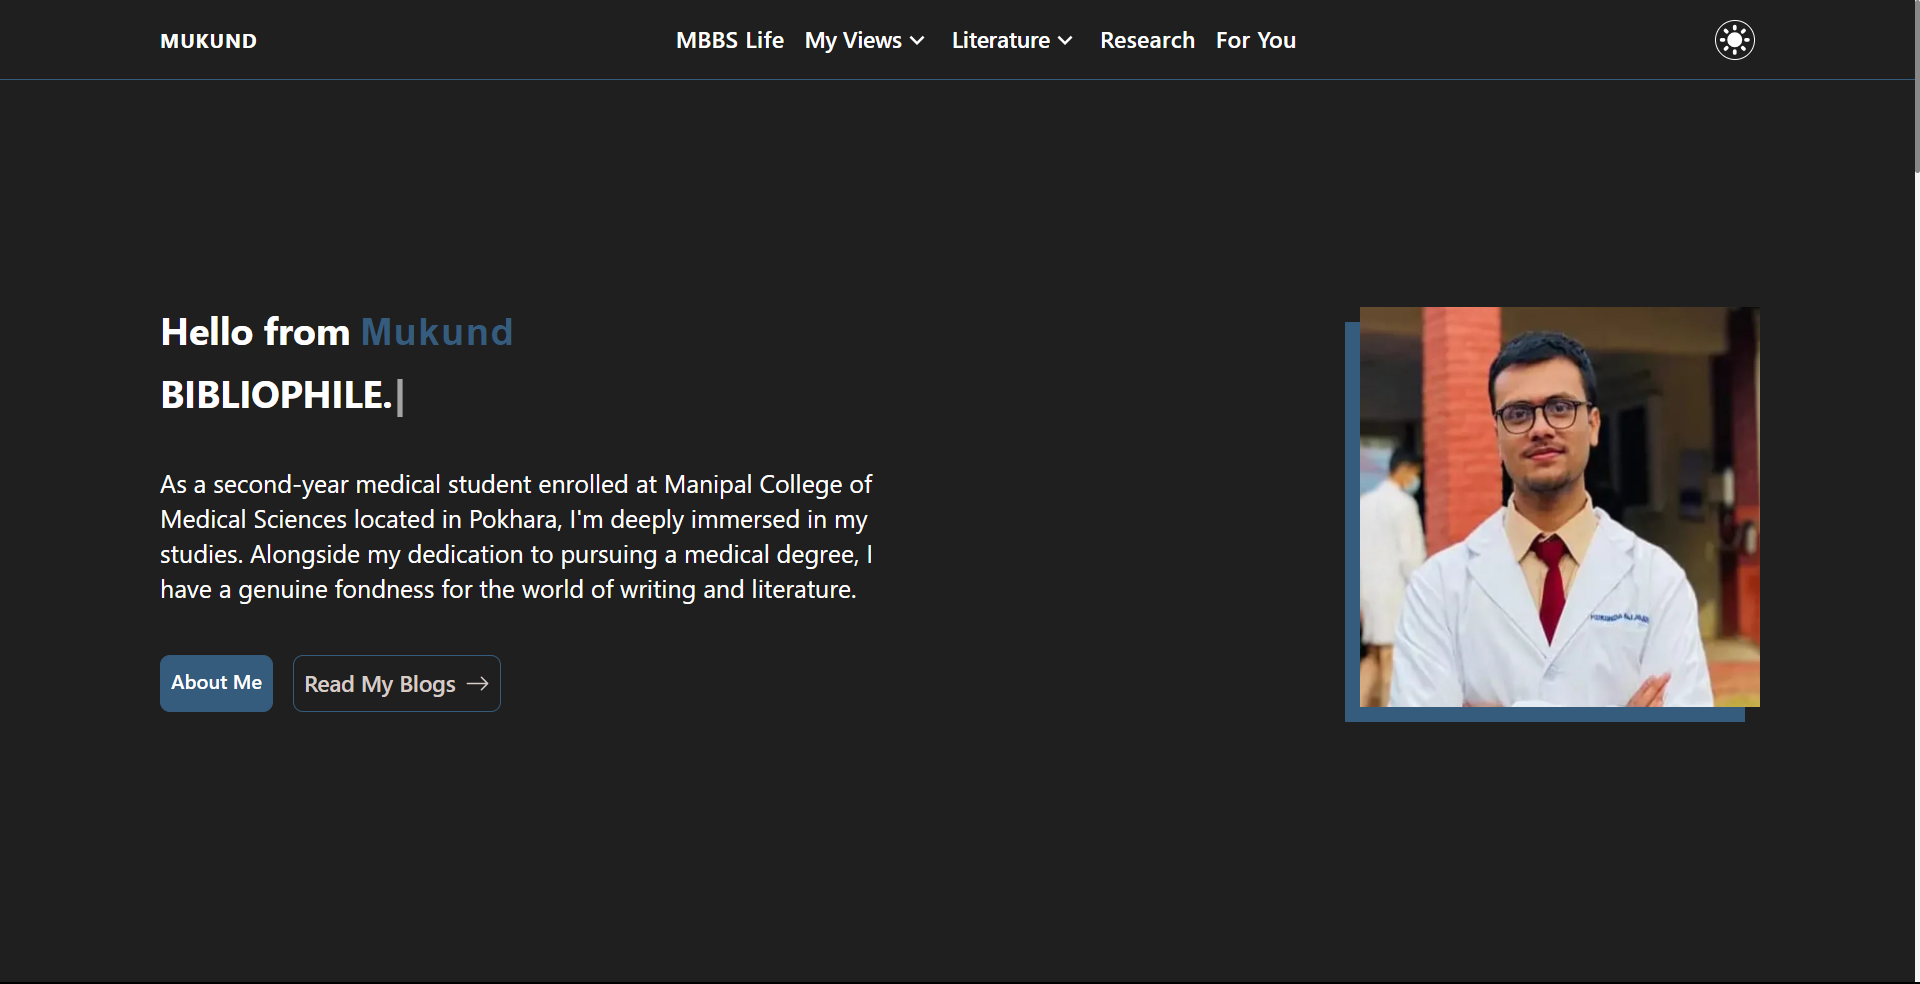 MUKUND
MBBS Life My Views Literature Research For You
Hello from Mukund
BIBLIOPHILE.
As a second-year medical student enrolled at Manipal College of
Medical Sciences located in Pokhara, I'm deeply immersed in my
studies. Alongside my dedication to pursuing a medical degree, I
have a genuine fondness for the world of writing and literature.
About Me
Read My Blogs →